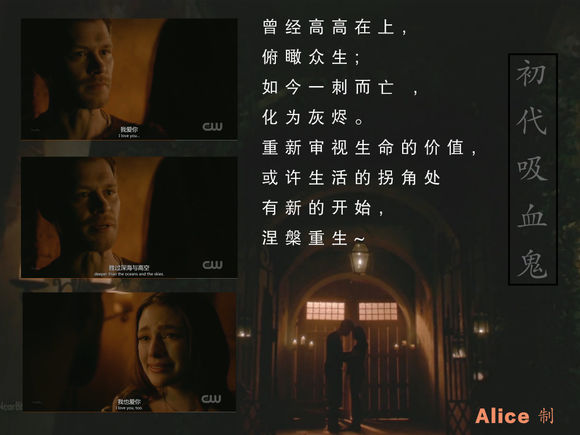 曾经高高在上，
俯瞰众生；
如今一刺而亡，
化为灰烬。
重新审视生命的价值，
或许生活的拐角处
有新的开始，
涅槃重生~
初代吸血鬼
我爱你
I love you...
CW
胜过深海与高空
deeper than the oceans and the skies.
CW
我也爱你
I love you, too.
CW
Alice 制